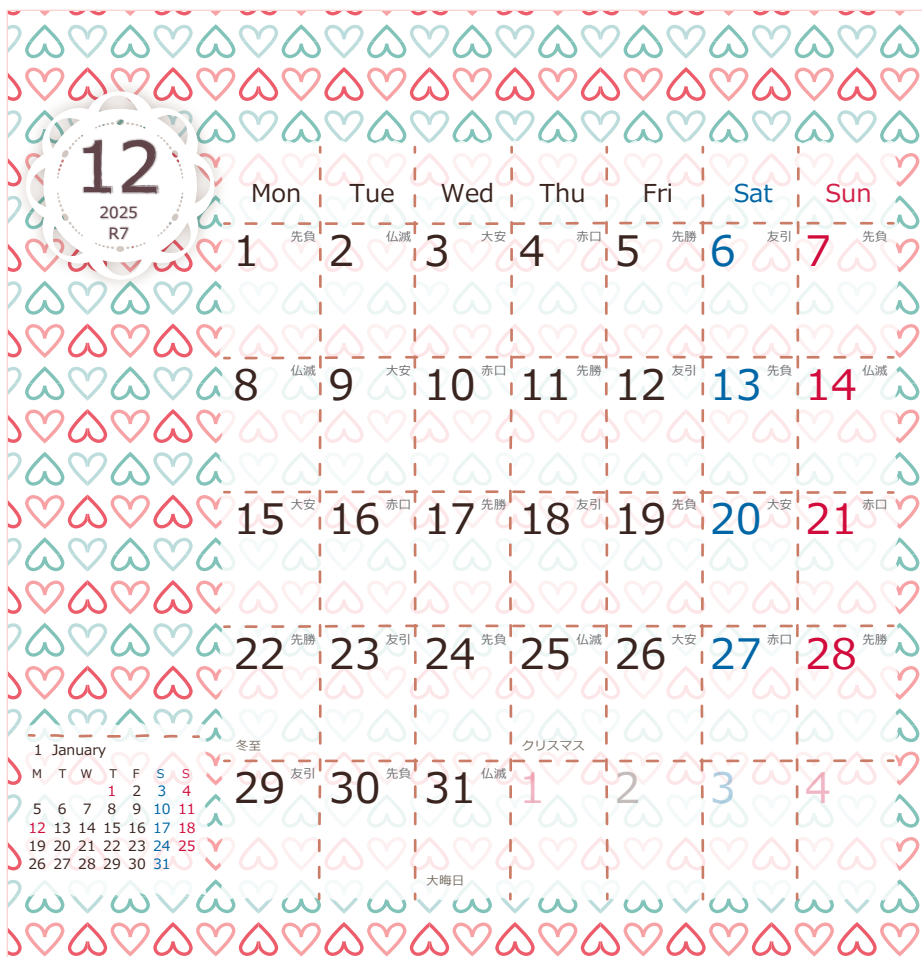 12
2025
R7
Mon Tue Wed Thu Fri Sat Sun
1 先負 2 仏滅 3 大安 4 赤口 5 先勝 6 友引 7 先負
8 仏滅 9 大安 10 赤口 11 先勝 12 友引 13 先負 14 仏滅
15 大安 16 赤口 17 先勝 18 友引 19 先負 20 大安 21 赤口
22 先勝 23 友引 24 先負 25 仏滅 26 大安 27 赤口 28 先勝
冬至 クリスマス
29 友引 30 先負 31 仏滅 1 2 3 4
大晦日
1 January
M T W T F S S
1 2 3 4
5 6 7 8 9 10 11
12 13 14 15 16 17 18
19 20 21 22 23 24 25
26 27 28 29 30 31